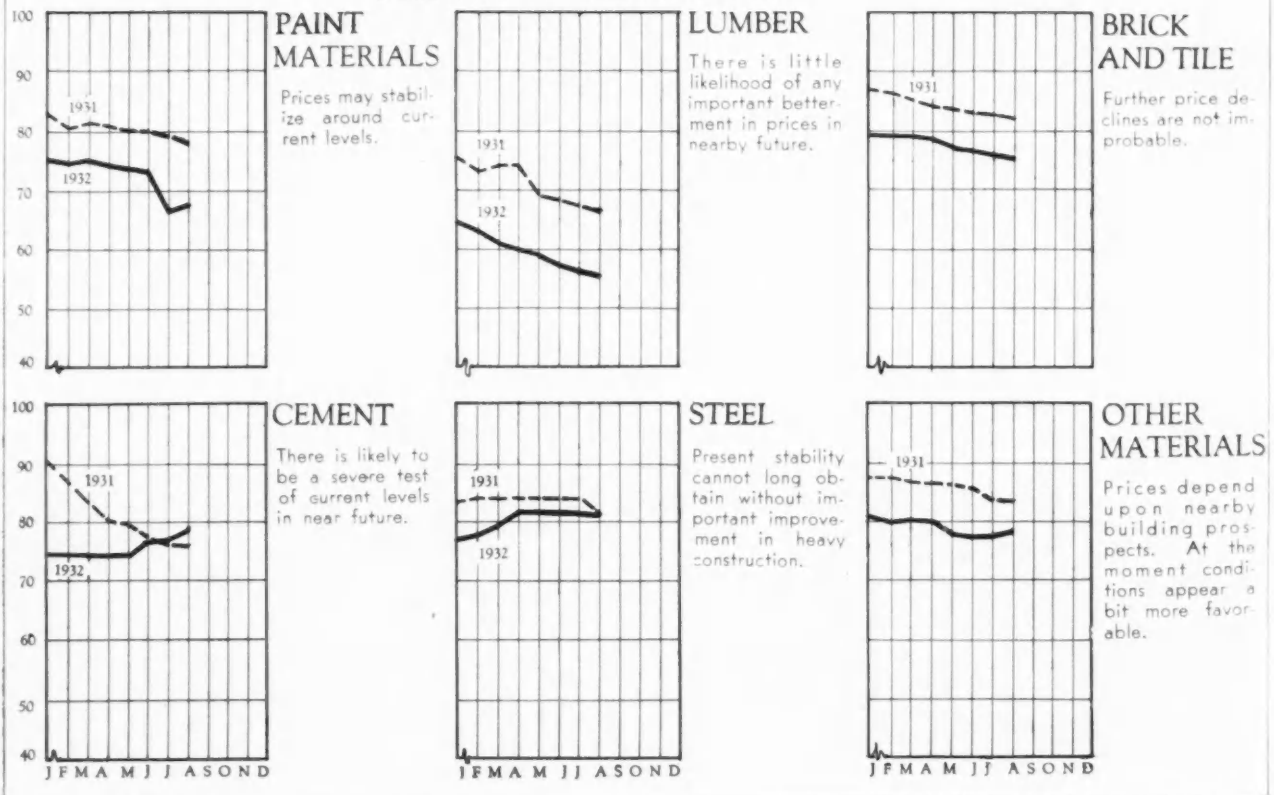 100
90
80
70
60
50
40
1931
1932
PAINT
MATERIALS
Prices may stabil-
ize around cur-
rent levels.
1931
1932
LUMBER
There is little
likelihood of any
important better-
ment in prices in
nearby future.
1931
BRICK
AND TILE
Further price de-
clines are not im-
probable.
100
90
80
70
60
50
40
1931
1932
J F M A M J J A S O N D
CEMENT
There is likely to
be a severe test
of current levels
in near future.
1931
1932
J F M A M J J A S O N D
STEEL
Present stability
cannot long ob-
tain without im-
portant improve-
ment in heavy
construction.
1931
J F M A M J J A S O N D
OTHER
MATERIALS
Prices depend
upon nearby
building pros-
pects. At the
moment condi-
tions appear a
bit more favor-
able.